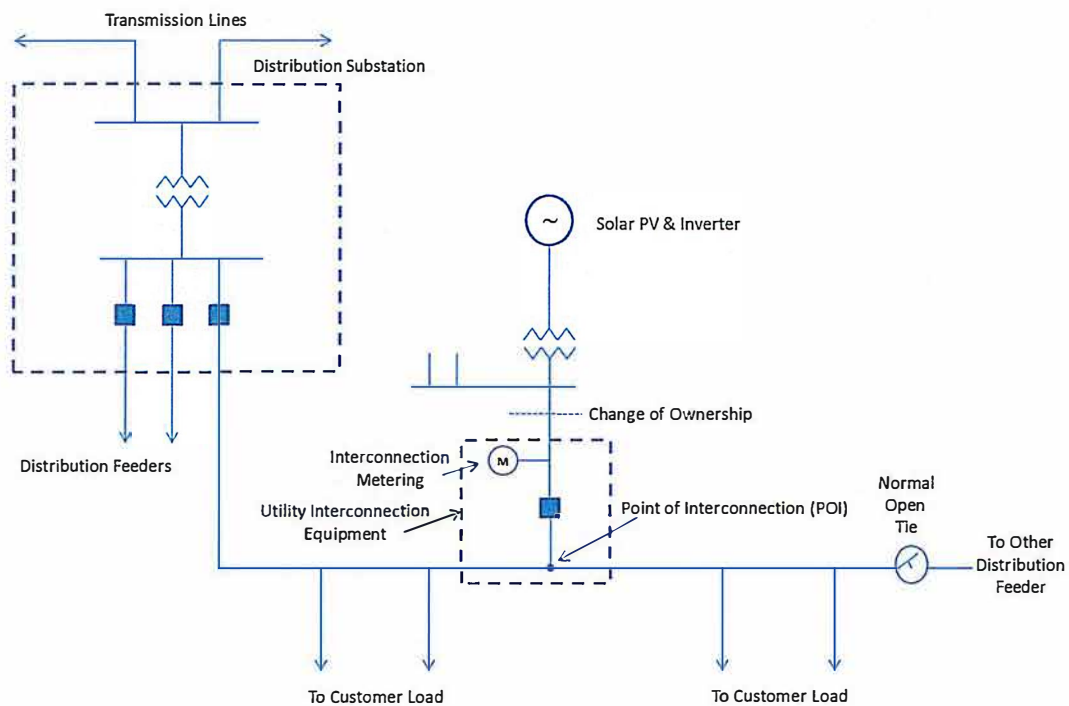 Transmission Lines
Distribution Substation
~
Solar PV & Inverter
Change of Ownership
Distribution Feeders
Interconnection
Metering
M
Utility Interconnection
Equipment
Point of Interconnection (POI)
Normal
Open
Tie
To Other
Distribution
Feeder
To Customer Load
To Customer Load